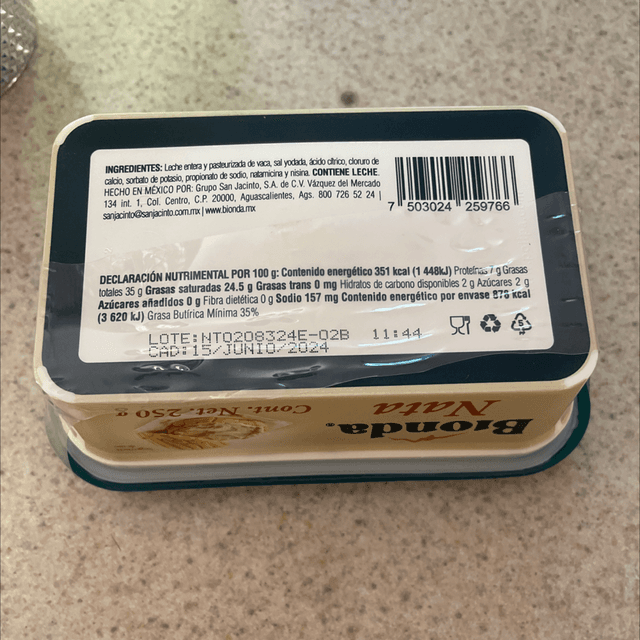 INGREDIENTES: Leche entera y pasteurizada de vaca, sal yodada, ácido cítrico, cloruro de
calcio, sorbato de potasio, propionato de sodio, natamicina y nisina. CONTIENE LECHE.
HECHO EN MÉXICO POR: Grupo San Jacinto, S.A. de C.V. Vázquez del Mercado
134 int. 1, Col. Centro, C.P. 20000, Aguascalientes, Ags. 800 726 52 24 |
sanjacinto@sanjacinto.com.mx | www.bionda.mx
7 503024 259766
DECLARACIÓN NUTRIMENTAL POR 100 g: Contenido energético 351 kcal (1 448kJ) Proteínas 7 g Grasas
totales 35 g Grasas saturadas 24.5 g Grasas trans 0 mg Hidratos de carbono disponibles 2 g Azúcares 2 g
Azúcares añadidos 0 g Fibra dietética 0 g Sodio 157 mg Contenido energético por envase 878 kcal
(3 620 kJ) Grasa Butírica Mínima 35%
LOTE:NT0208324E-02B 11:44
CAD:15/JUNIO/2024
5
Bionda
Nata
Cont. Net. 250 g